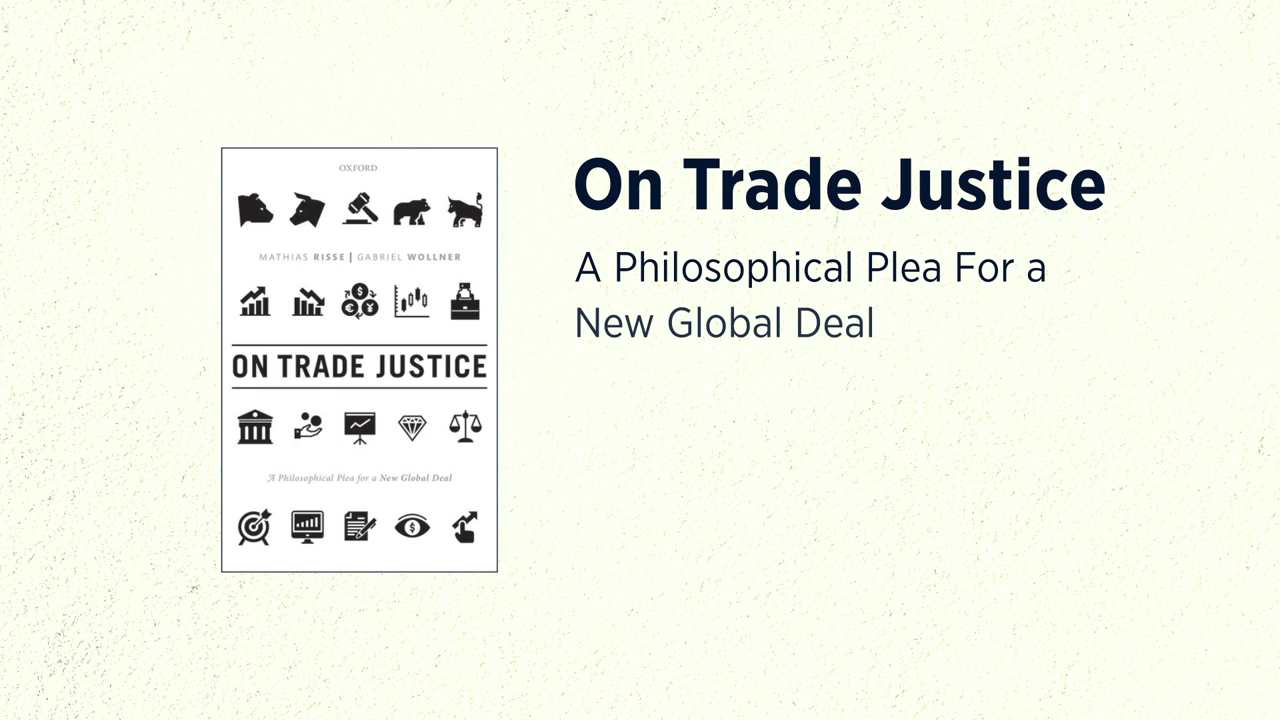 OXFORD
MATHIAS RISSE | GABRIEL WOLLNER
ON TRADE JUSTICE
A Philosophical Plea for a New Global Deal
On Trade Justice
A Philosophical Plea For a
New Global Deal